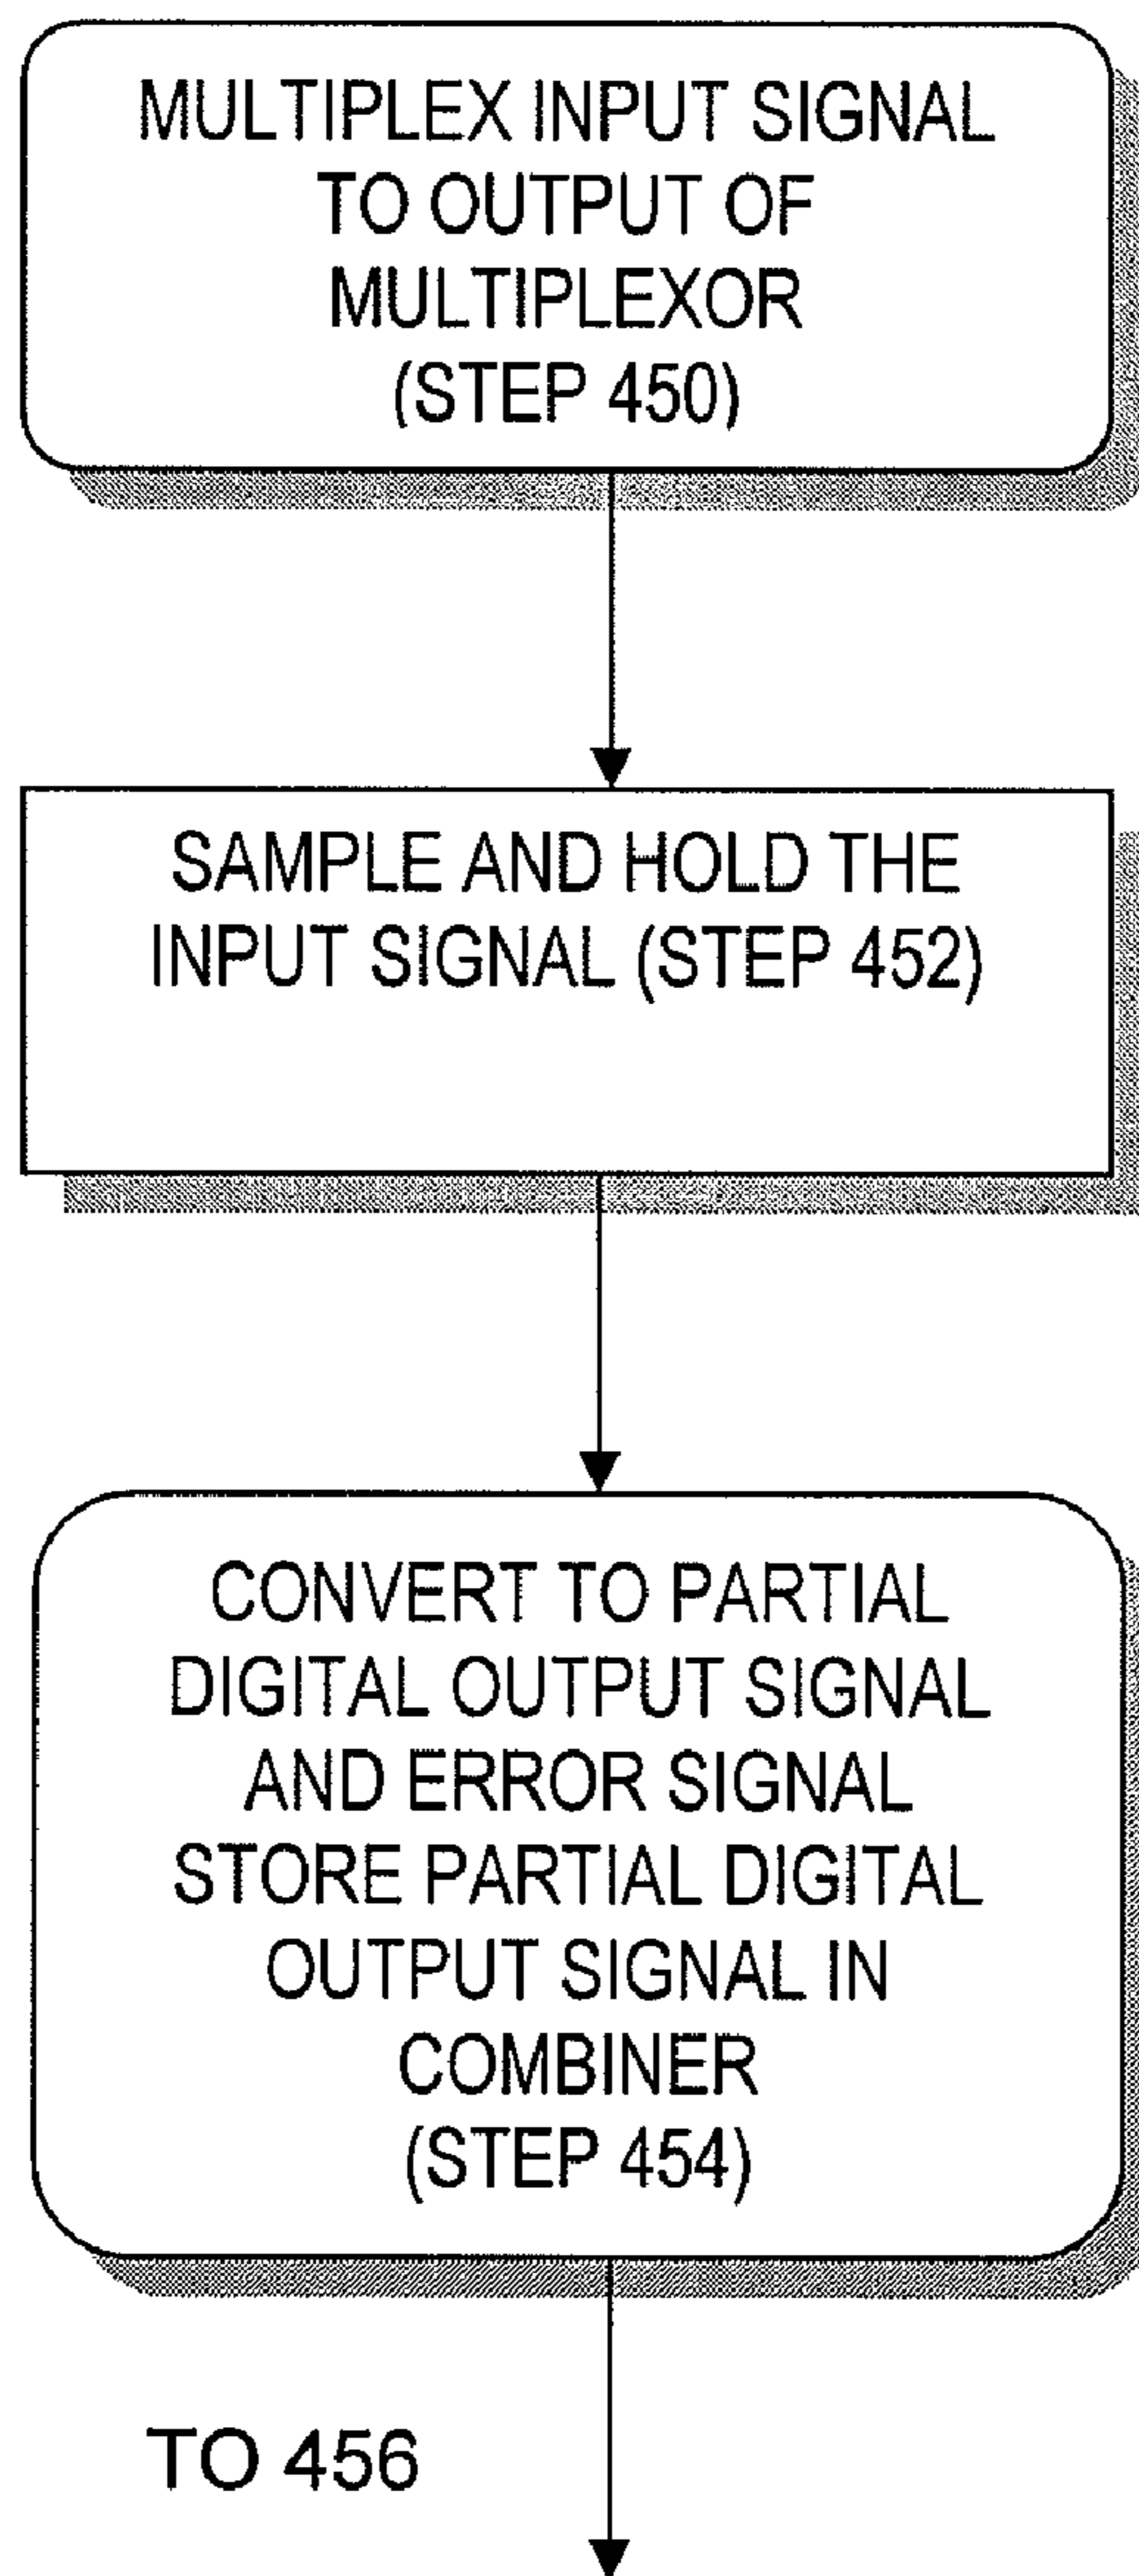 MULTIPLEX INPUT SIGNAL
TO OUTPUT OF
MULTIPLEXOR
(STEP 450)
SAMPLE AND HOLD THE
INPUT SIGNAL (STEP 452)
CONVERT TO PARTIAL
DIGITAL OUTPUT SIGNAL
AND ERROR SIGNAL
STORE PARTIAL DIGITAL
OUTPUT SIGNAL IN
COMBINER
(STEP 454)
TO 456